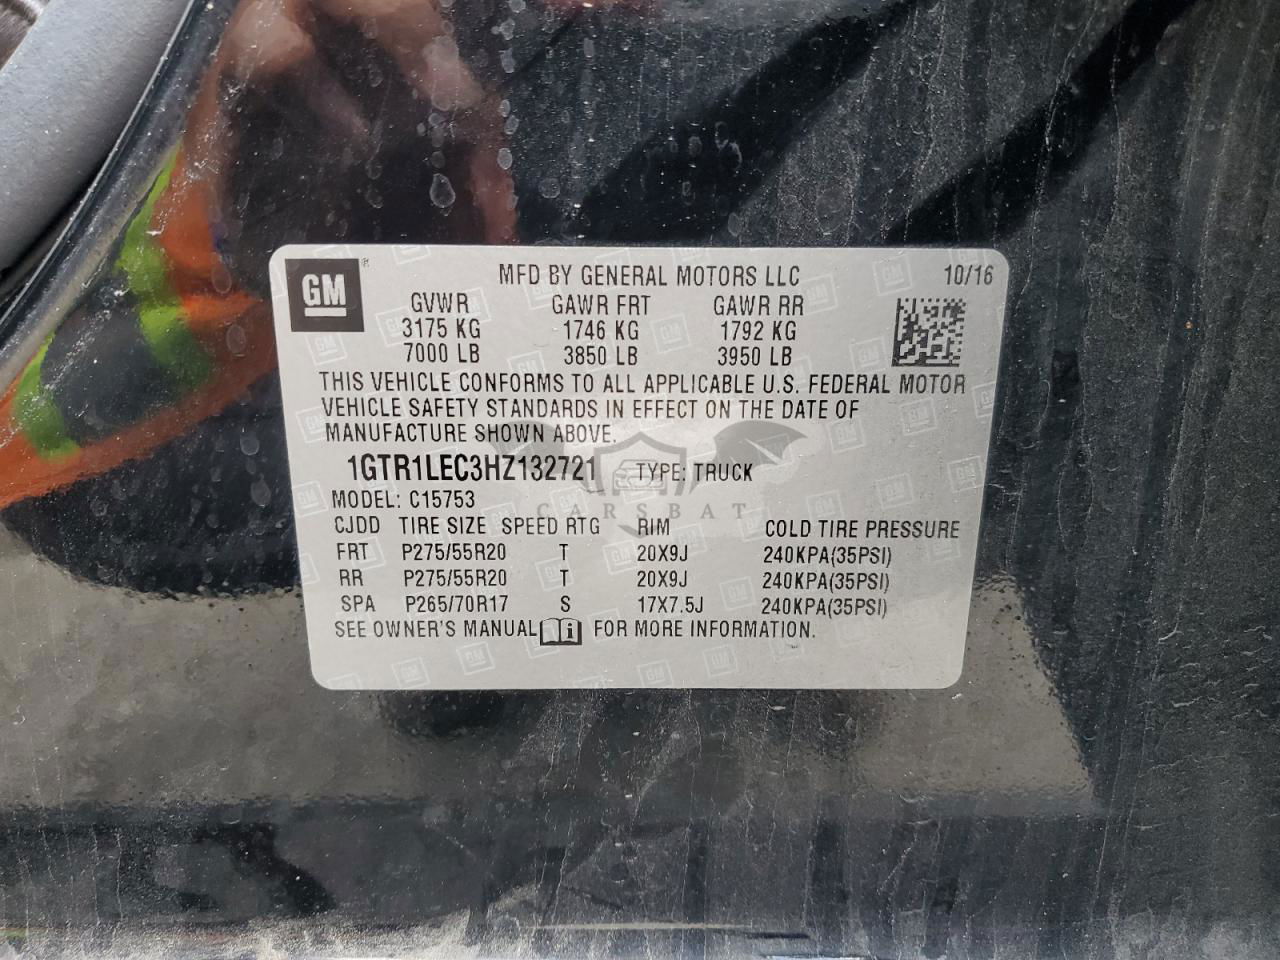 GM
MFD BY GENERAL MOTORS LLC 10/16
GVWR GAWR FRT GAWR RR
3175 KG 1746 KG 1792 KG
7000 LB 3850 LB 3950 LB
THIS VEHICLE CONFORMS TO ALL APPLICABLE U.S. FEDERAL MOTOR
VEHICLE SAFETY STANDARDS IN EFFECT ON THE DATE OF
MANUFACTURE SHOWN ABOVE.
1GTR1LEC3HZ132721 TYPE: TRUCK
MODEL: C15753
CARSBAT
CJDD TIRE SIZE SPEED RTG RIM COLD TIRE PRESSURE
FRT P275/55R20 T 20X9J 240KPA(35PSI)
RR P275/55R20 T 20X9J 240KPA(35PSI)
SPA P265/70R17 S 17X7.5J 240KPA(35PSI)
SEE OWNER'S MANUAL FOR MORE INFORMATION.